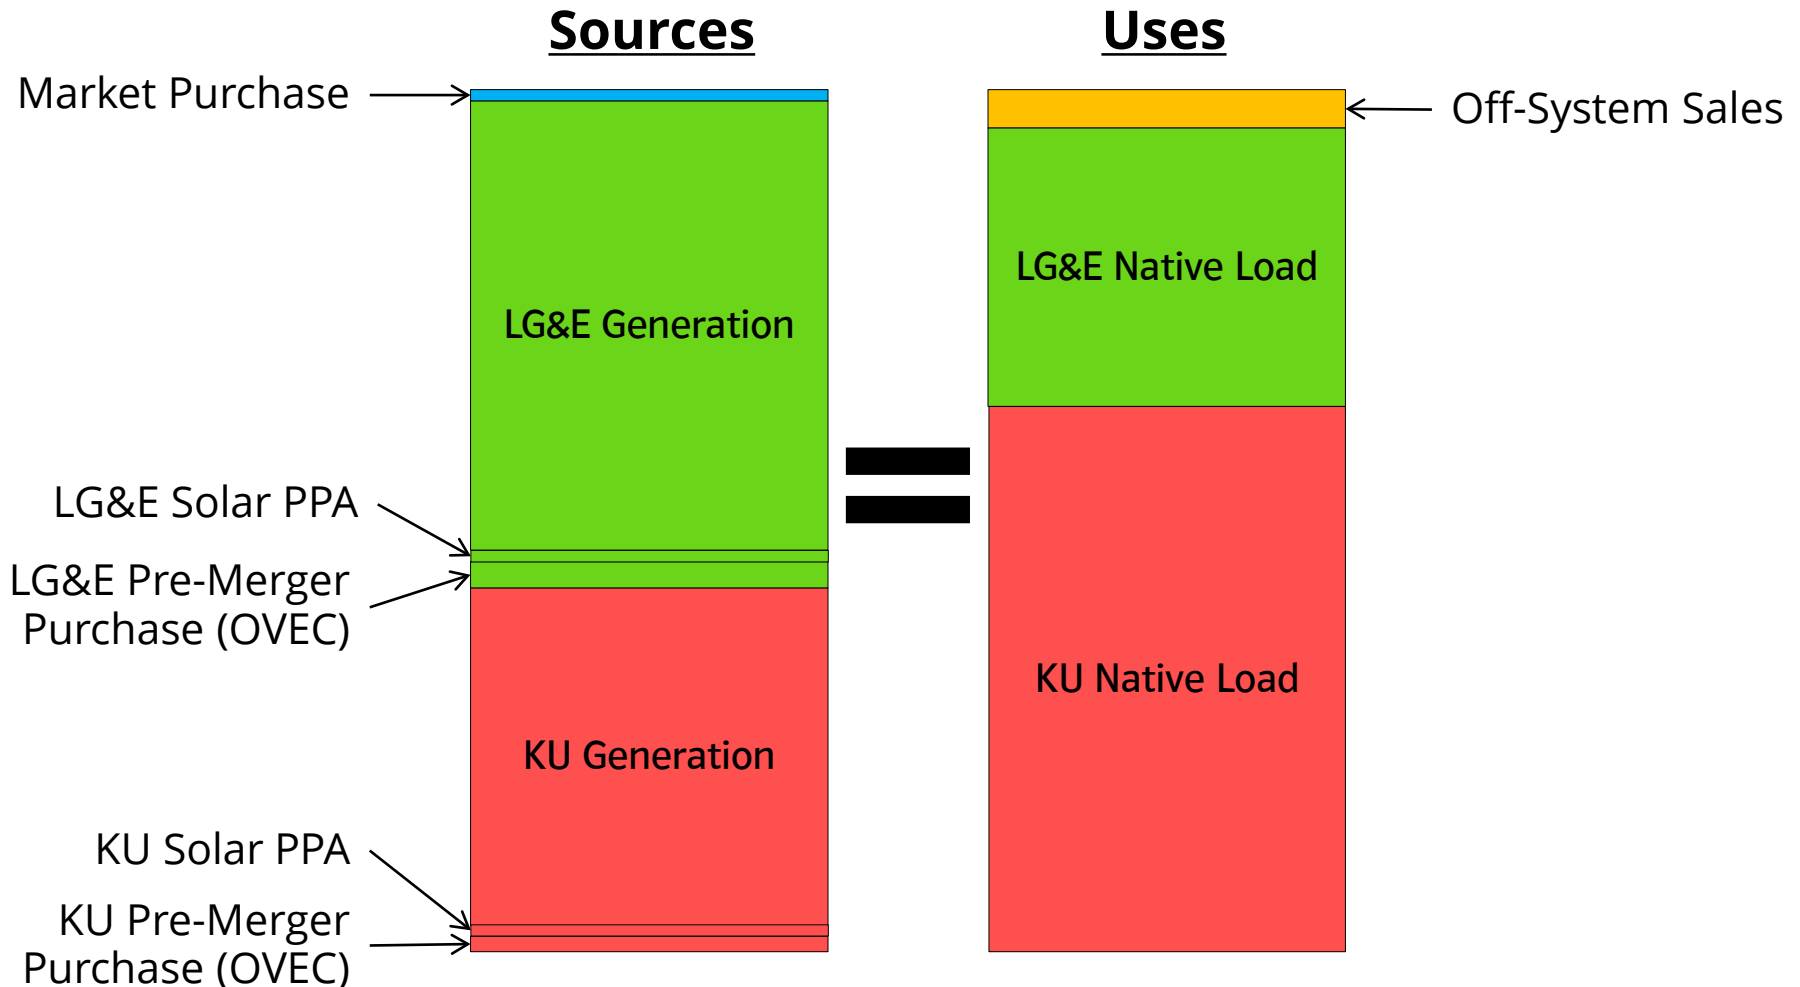 Sources
Uses
Market Purchase
Off-System Sales
LG&E Native Load
LG&E Generation
LG&E Solar PPA
LG&E Pre-Merger
Purchase (OVEC)
KU Native Load
KU Generation
KU Solar PPA
KU Pre-Merger
Purchase (OVEC)